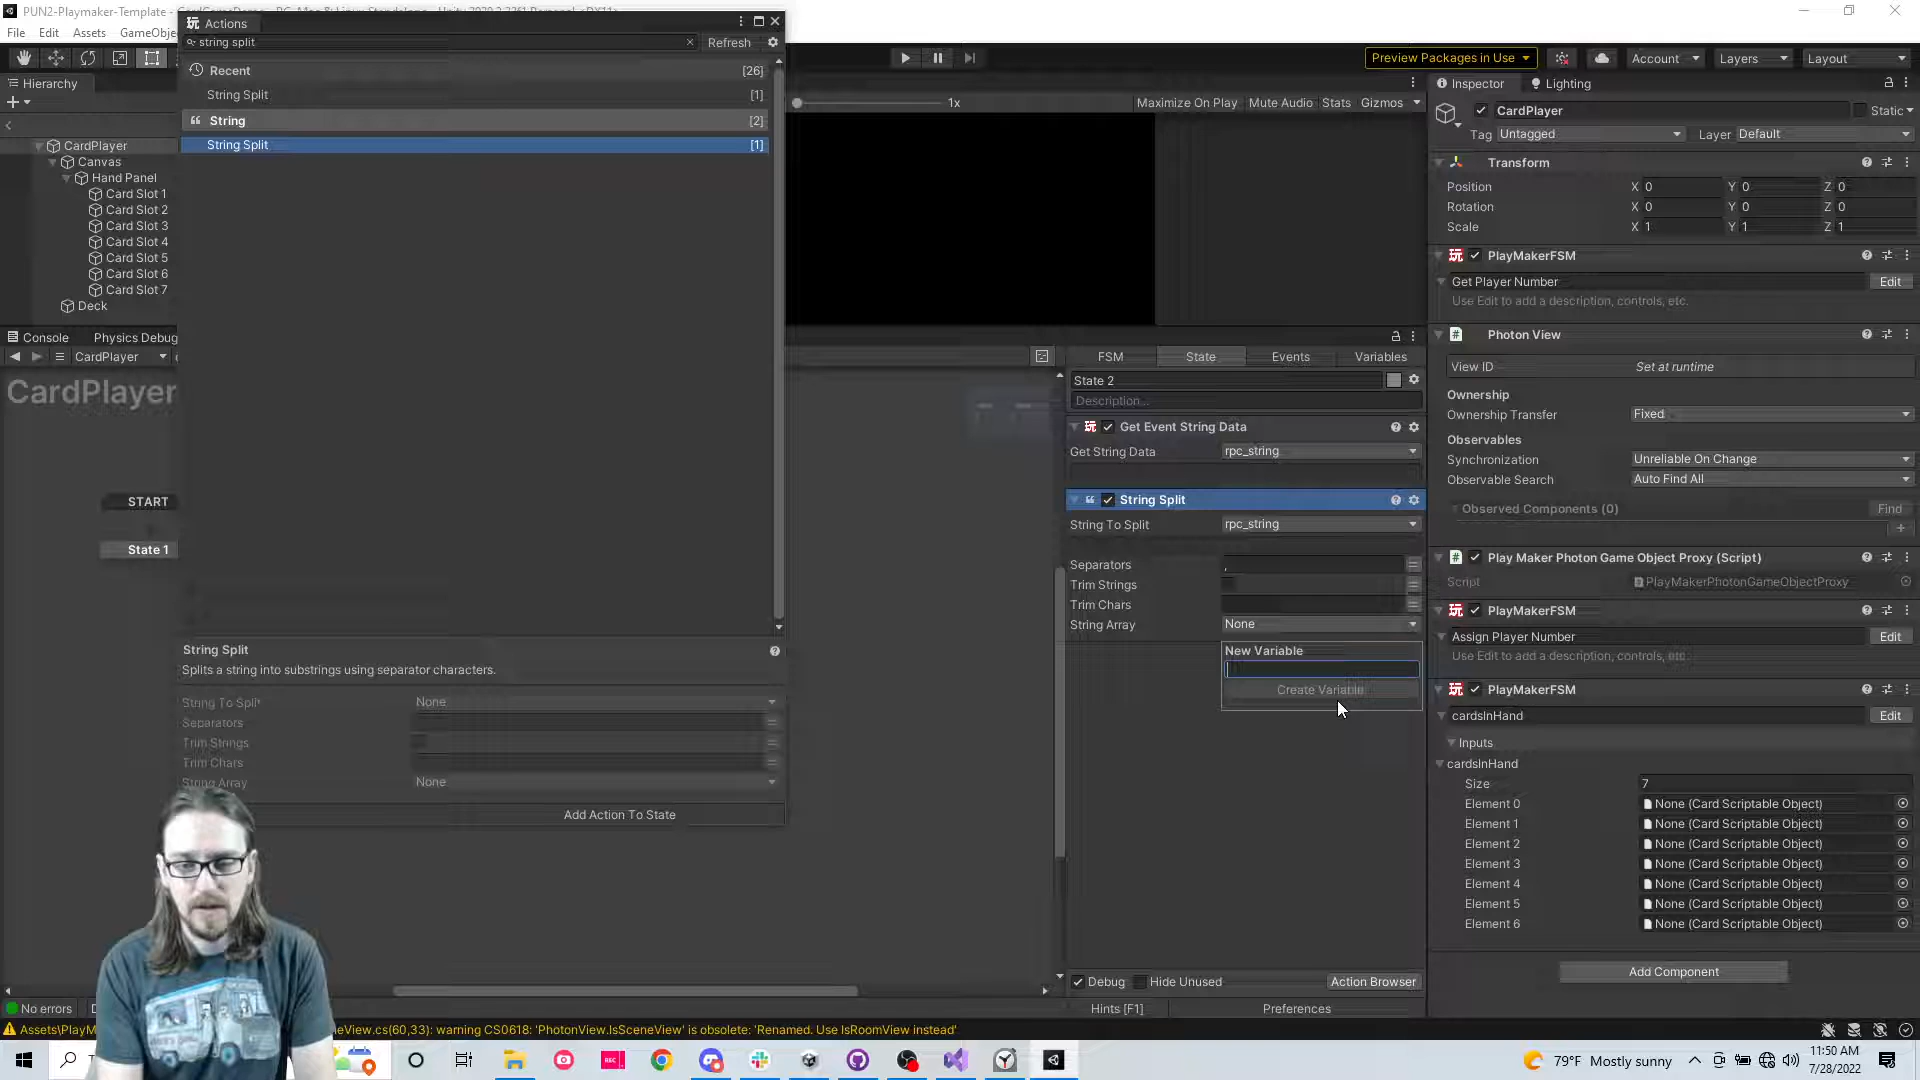 PUN2-Playmaker-Template -
File Edit Assets GameObjec
Actions
string split
Refresh
Recent [26]
String Split [1]
String [2]
String Split [1]
Preview Packages in Use
Account
Layers
Layout
Hierarchy
CardPlayer
Canvas
Hand Panel
Card Slot 1
Card Slot 2
Card Slot 3
Card Slot 4
Card Slot 5
Card Slot 6
Card Slot 7
Deck
1x
Maximize On Play Mute Audio Stats Gizmos
Console Physics Debug
CardPlayer
CardPlayer
START
State 1
String Split
Splits a string into substrings using separator characters.
String To Split None
Separators
Trim Strings
Trim Chars
String Array None
Add Action To State
FSM State Events Variables
State 2
Description...
Get Event String Data
Get String Data rpc_string
String Split
String To Split rpc_string
Separators ,
Trim Strings
Trim Chars
String Array None
New Variable
Create Variable
Debug Hide Unused Action Browser
Hints [F1] Preferences
Inspector Lighting
CardPlayer Static
Tag Untagged Layer Default
Transform
Position X 0 Y 0 Z 0
Rotation X 0 Y 0 Z 0
Scale X 1 Y 1 Z 1
PlayMakerFSM
Get Player Number Edit
Use Edit to add a description, controls, etc.
Photon View
View ID Set at runtime
Ownership
Ownership Transfer Fixed
Observables
Synchronization Unreliable On Change
Observable Search Auto Find All
Observed Components (0) Find
Play Maker Photon Game Object Proxy (Script)
Script PlayMakerPhotonGameObjectProxy
PlayMakerFSM
Assign Player Number Edit
Use Edit to add a description, controls, etc.
PlayMakerFSM
cardsInHand Edit
Inputs
cardsInHand
Size 7
Element 0 None (Card Scriptable Object)
Element 1 None (Card Scriptable Object)
Element 2 None (Card Scriptable Object)
Element 3 None (Card Scriptable Object)
Element 4 None (Card Scriptable Object)
Element 5 None (Card Scriptable Object)
Element 6 None (Card Scriptable Object)
Add Component
No errors
Assets\PlayM eView.cs(60,33): warning CS0618: 'PhotonView.IsSceneView' is obsolete: 'Renamed. Use IsRoomView instead'
REC
79°F Mostly sunny
11:50 AM
7/28/2022